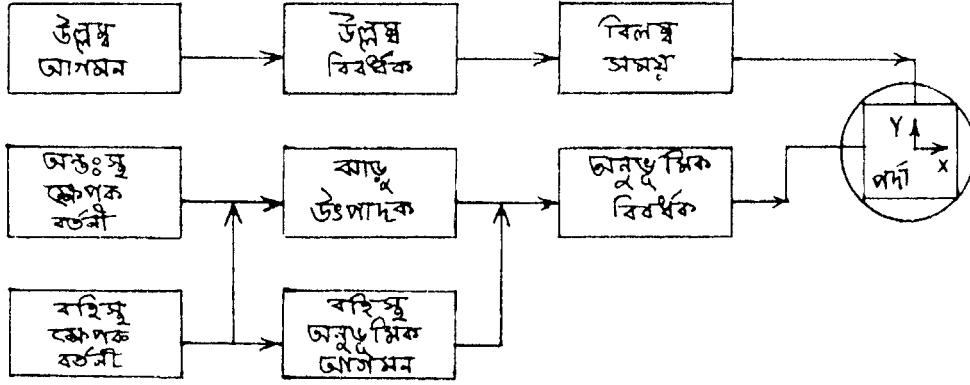 উল্লম্ব
আগমন
উল্লম্ব
বিবর্ধক
বিলম্ব
সময়
Y
X
পর্দা
অন্তঃস্থ
ক্ষেপক
বর্তনী
ঝাড়ু
উৎপাদক
অনুভূমিক
বিবর্ধক
বহিস্থ
ক্ষেপক
বর্তনী
বহিস্থ
অনুভূমিক
আগমন